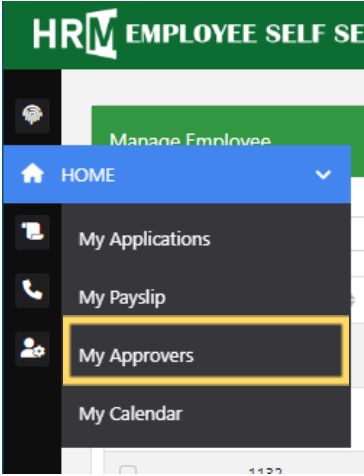 HRM EMPLOYEE SELF SE
Manage Employee
HOME
My Applications
My Payslip
My Approvers
My Calendar
1132